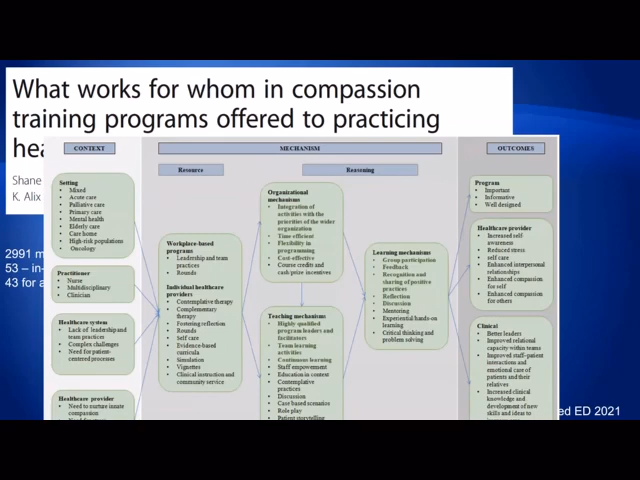 What works for whom in compassion
training programs offered to practicing
hea
Shane
K. Alix
2991 m
53 – in-
43 for a
CONTEXT
Setting
• Mixed
• Acute care
• Palliative care
• Primary care
• Mental health
• Elderly care
• Care home
• High-risk populations
• Oncology
Practitioner
• Nurse
• Multidisciplinary
• Clinician
Healthcare system
• Lack of leadership and
team practices
• Complex challenges
• Need for patient-
centered processes
Healthcare provider
• Need to nurture innate
compassion
MECHANISM
Resource
Workplace-based
programs
• Leadership and team
practices
• Rounds
Individual healthcare
providers
• Contemplative therapy
• Complementary
therapy
• Fostering reflection
• Rounds
• Self care
• Evidence-based
curricula
• Simulation
• Vignettes
• Clinical instruction and
community service
Reasoning
Organizational
mechanisms
• Integration of
activities with the
priorities of the wider
organization
• Time efficient
• Flexibility in
programming
• Cost-effective
• Course credits and
cash/prize incentives
Teaching mechanisms
• Highly qualified
program leaders and
facilitators
• Team learning
activities
• Continuous learning
• Staff empowerment
• Education in context
• Contemplative
practices
• Discussion
• Case based scenarios
• Role play
• Patient storytelling
Learning mechanisms
• Group participation
• Feedback
• Recognition and
sharing of positive
practices
• Reflection
• Discussion
• Mentoring
• Experiential hands-on
learning
• Critical thinking and
problem solving
OUTCOMES
Program
• Important
• Informative
• Well designed
Healthcare provider
• Increased self
awareness
• Reduced stress
• self care
• Enhanced interpersonal
relationships
• Enhanced compassion
for self
• Enhanced compassion
for others
Clinical
• Better leaders
• Improved relational
capacity within teams
• Improved staff-patient
interactions and
emotional care of
patients and their
relatives
• Increased clinical
knowledge and
development of new
skills and ideas to
ed ED 2021